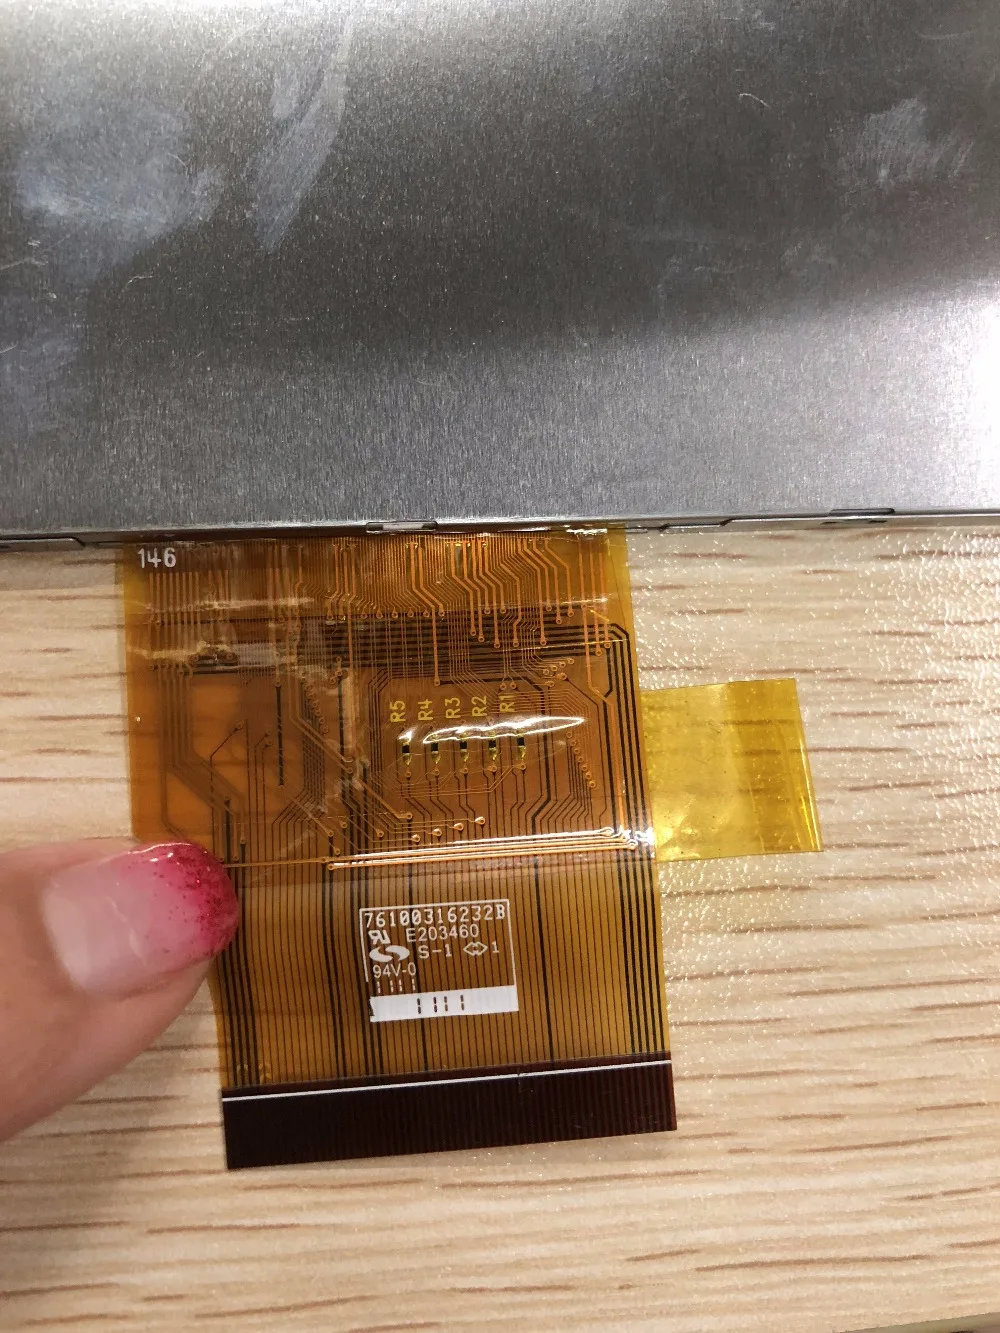 146
R5 R4 R3 R2 R1
76100316232B
E203460
S-1 1
94V-0